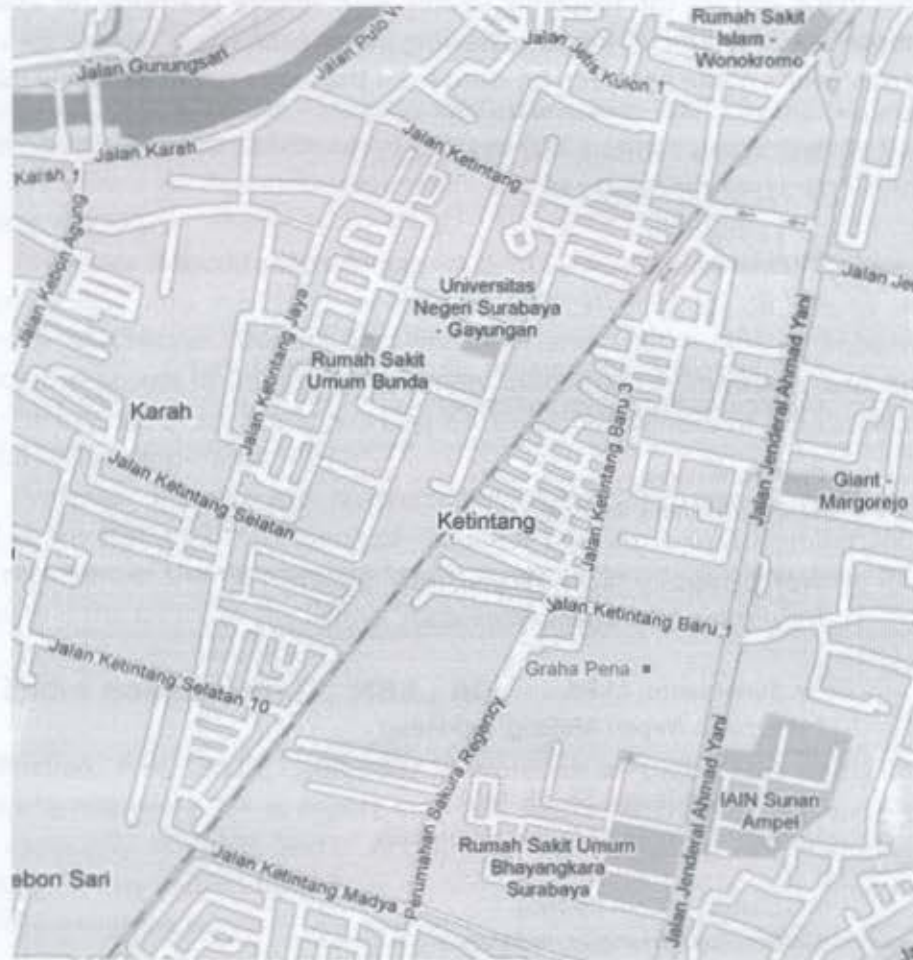 Rumah Sakit
Islam -
Wonokromo
Jalan Gunungsari
Jalan Pulo W
Jalan Jetis Kulon 1
Jalan Karah
Karah 1
Jalan Ketintang
Jalan Kebon Agung
Universitas
Negeri Surabaya
- Gayungan
Jalan Je
Jalan Jenderal Ahmad Yani
Jalan Ketintang Jaya
Rumah Sakit
Umum Bunda
Karah
Jalan Ketintang Baru 3
Jalan Ketintang Selatan
Giant -
Margorejo
Ketintang
Jalan Ketintang Baru 1
Graha Pena
Jalan Ketintang Selatan 10
Perumahan Sakura Regency
Jalan Jenderal Ahmad Yani
IAIN Sunan
Ampel
Rumah Sakit Umum
Bhayangkara
Surabaya
Jalan Ketintang Madya
ebon Sari